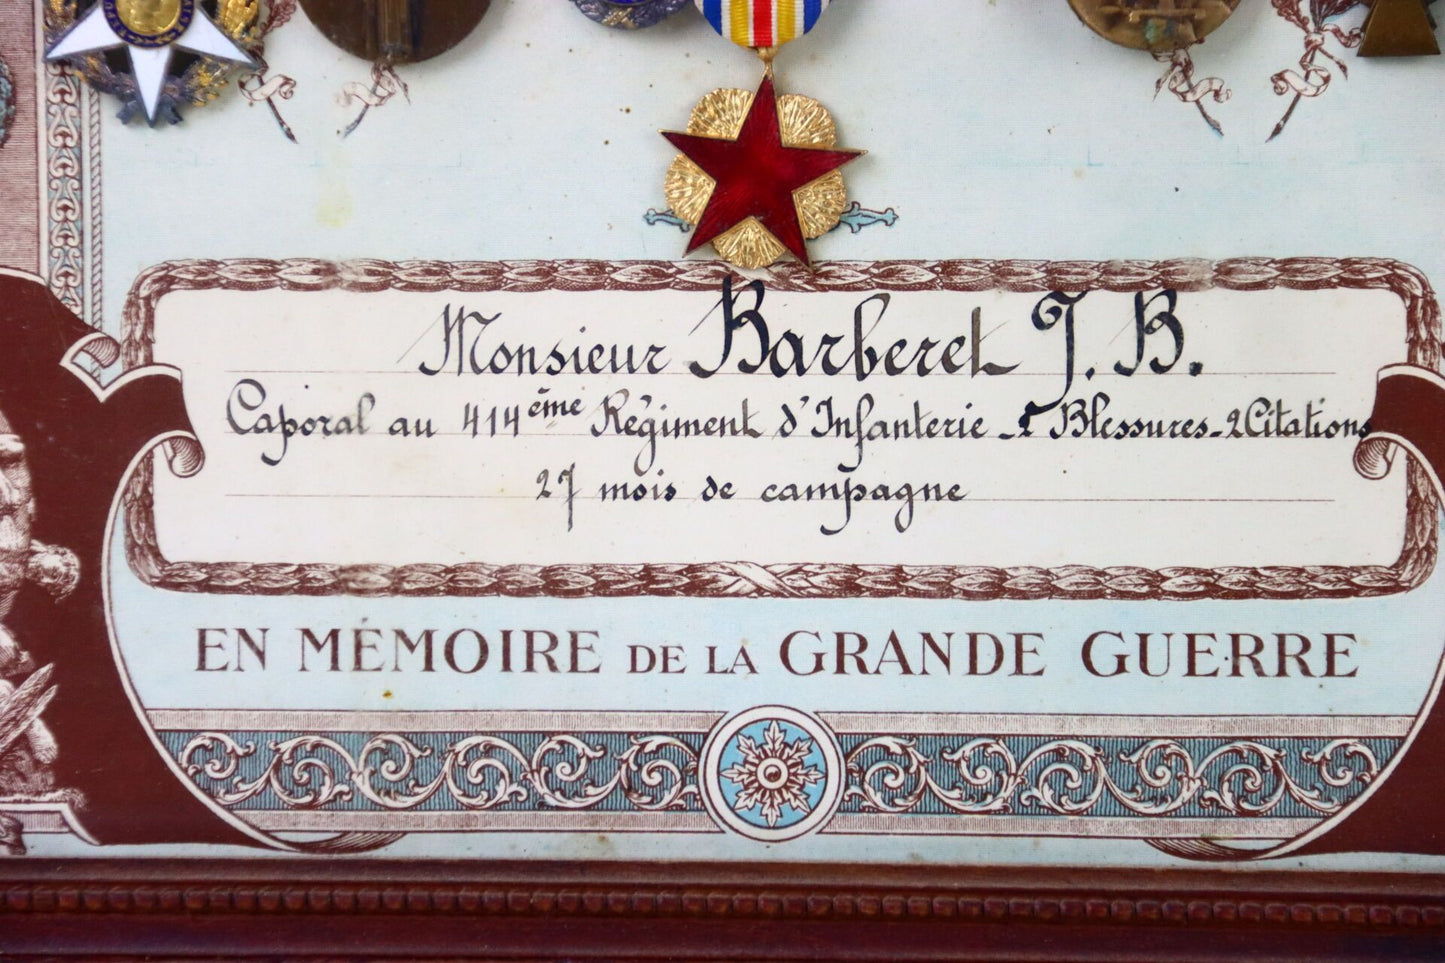 Monsieur Barberet J. B.
Caporal au 414ème Régiment d'Infanterie - Blessures - 2 Citations
27 mois de campagne
EN MÉMOIRE DE LA GRANDE GUERRE